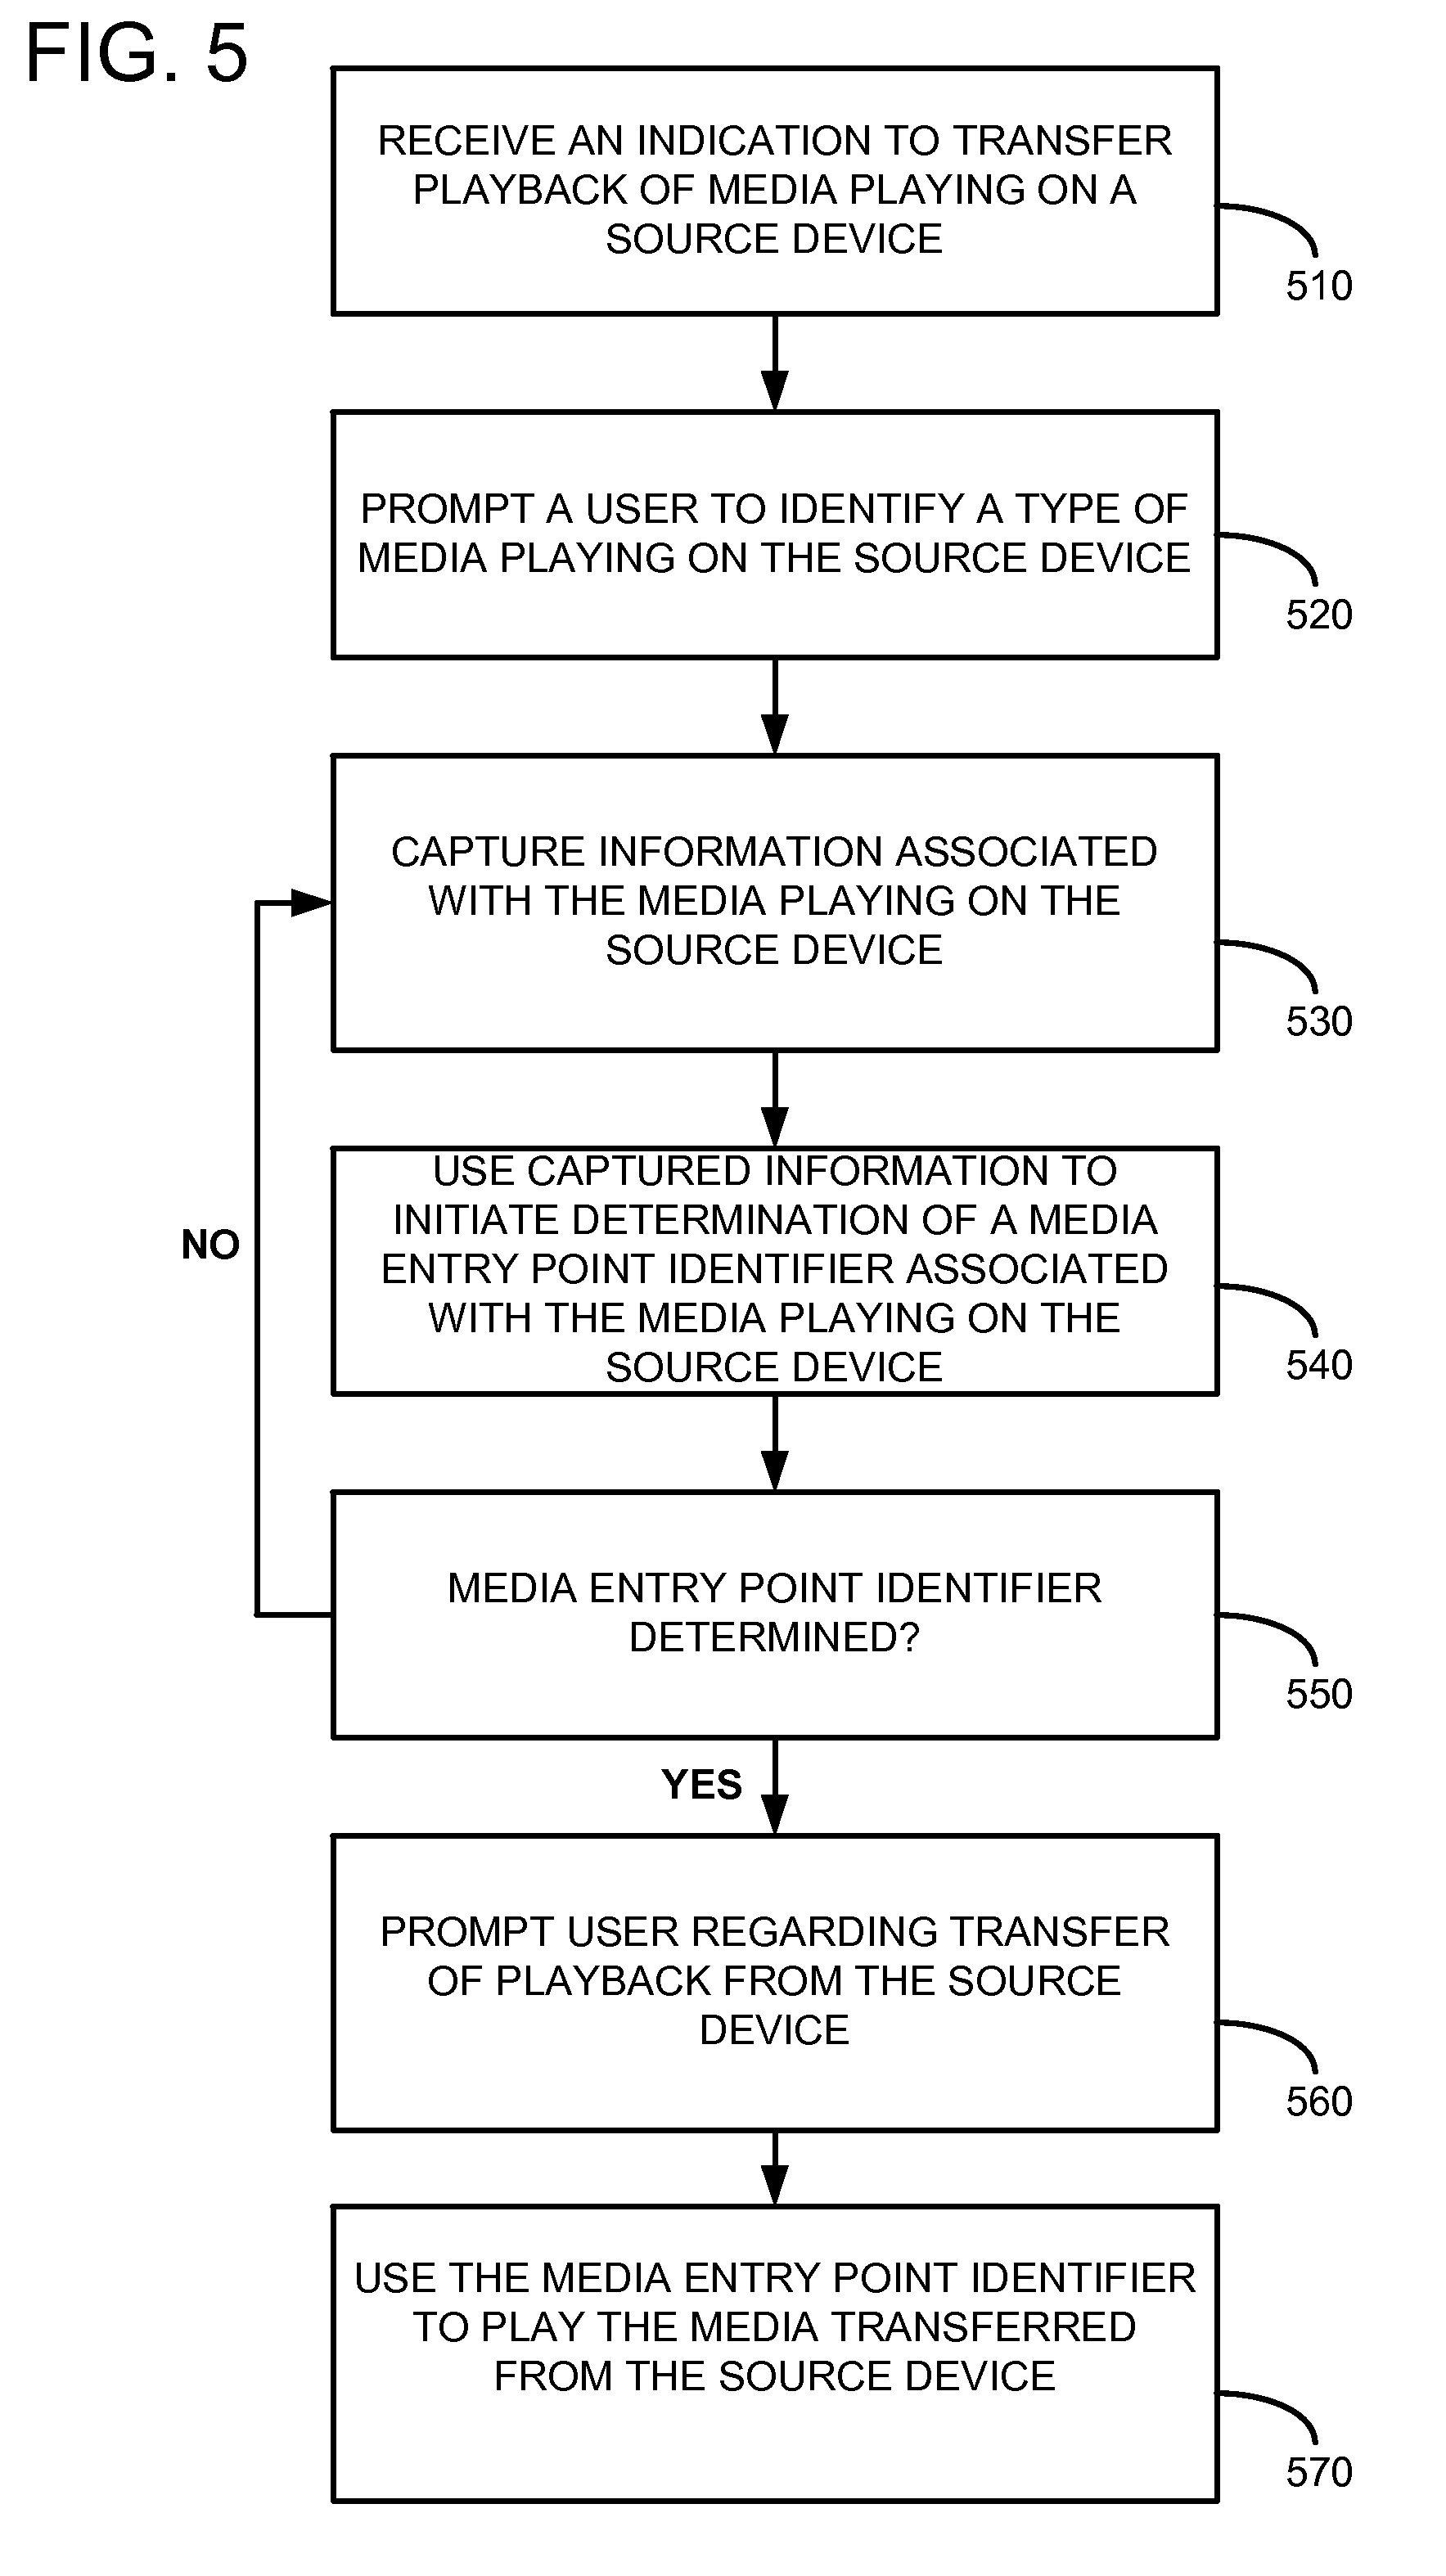 FIG. 5
RECEIVE AN INDICATION TO TRANSFER
PLAYBACK OF MEDIA PLAYING ON A
SOURCE DEVICE
510
PROMPT A USER TO IDENTIFY A TYPE OF
MEDIA PLAYING ON THE SOURCE DEVICE
520
CAPTURE INFORMATION ASSOCIATED
WITH THE MEDIA PLAYING ON THE
SOURCE DEVICE
530
USE CAPTURED INFORMATION TO
INITIATE DETERMINATION OF A MEDIA
ENTRY POINT IDENTIFIER ASSOCIATED
WITH THE MEDIA PLAYING ON THE
SOURCE DEVICE
540
NO
MEDIA ENTRY POINT IDENTIFIER
DETERMINED?
550
YES
PROMPT USER REGARDING TRANSFER
OF PLAYBACK FROM THE SOURCE
DEVICE
560
USE THE MEDIA ENTRY POINT IDENTIFIER
TO PLAY THE MEDIA TRANSFERRED
FROM THE SOURCE DEVICE
570